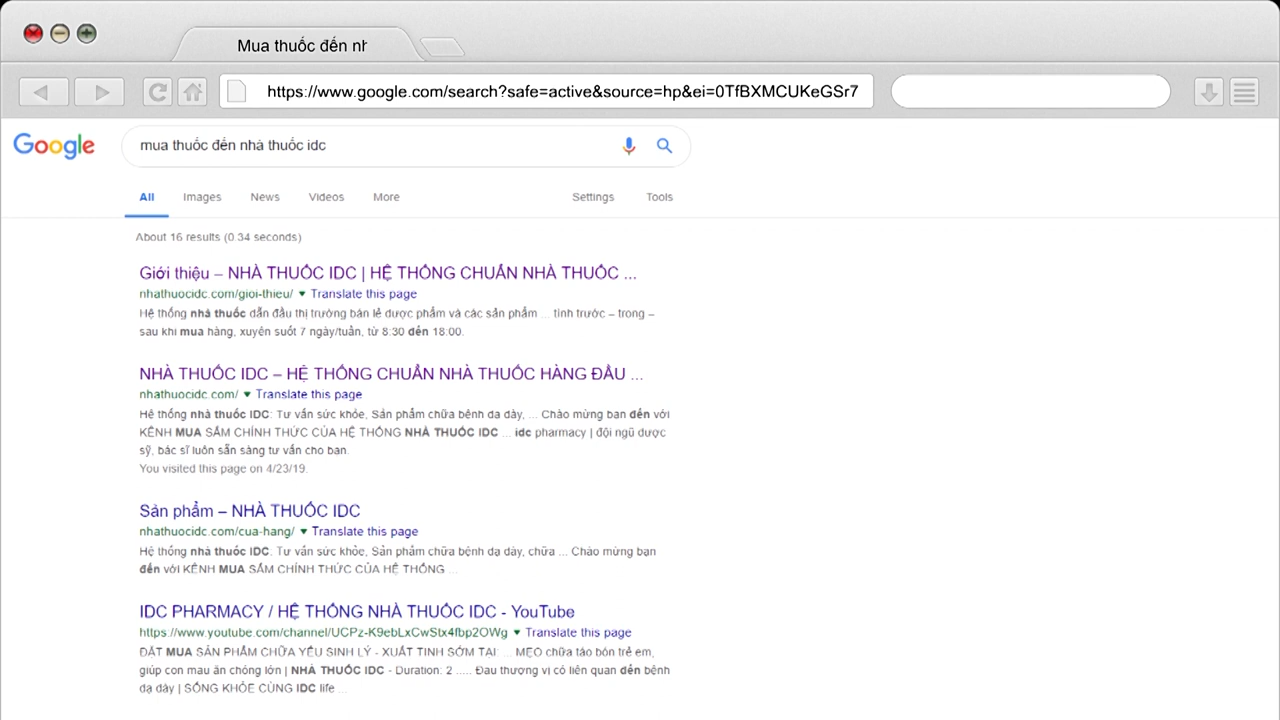 Mua thuốc đến nh
https://www.google.com/search?safe=active&source=hp&ei=0TfBXMCUKeGSr7
Google
mua thuốc đến nhà thuốc idc
All Images News Videos More Settings Tools
About 16 results (0.34 seconds)
Giới thiệu – NHÀ THUỐC IDC | HỆ THỐNG CHUẨN NHÀ THUỐC ...
nhathuocidc.com/gioi-thieu/ ▼ Translate this page
Hệ thống nhà thuốc dẫn đầu thị trường bán lẻ dược phẩm và các sản phẩm ... tình trước – trong –
sau khi mua hàng, xuyên suốt 7 ngày/tuần, từ 8:30 đến 18:00.
NHÀ THUỐC IDC – HỆ THỐNG CHUẨN NHÀ THUỐC HÀNG ĐẦU ...
nhathuocidc.com/ ▼ Translate this page
Hệ thống nhà thuốc IDC: Tư vấn sức khỏe, Sản phẩm chữa bệnh dạ dày, ... Chào mừng bạn đến với
KÊNH MUA SẮM CHÍNH THỨC CỦA HỆ THỐNG NHÀ THUỐC IDC ... idc pharmacy | đội ngũ dược
sỹ, bác sĩ luôn sẵn sàng tư vấn cho bạn.
You visited this page on 4/23/19.
Sản phẩm – NHÀ THUỐC IDC
nhathuocidc.com/cua-hang/ ▼ Translate this page
Hệ thống nhà thuốc IDC: Tư vấn sức khỏe, Sản phẩm chữa bệnh dạ dày, chữa ... Chào mừng bạn
đến với KÊNH MUA SẮM CHÍNH THỨC CỦA HỆ THỐNG ...
IDC PHARMACY / HỆ THỐNG NHÀ THUỐC IDC - YouTube
https://www.youtube.com/channel/UCPz-K9ebLxCwStx4fbp2OWg ▼ Translate this page
ĐẶT MUA SẢN PHẨM CHỮA YẾU SINH LÝ - XUẤT TINH SỚM TẠI: ... MẸO chữa táo bón trẻ em,
giúp con mau ăn chóng lớn | NHÀ THUỐC IDC - Duration: 2 ..... Đau thượng vị có liên quan đến bệnh
dạ dày | SỐNG KHỎE CÙNG IDC life ...